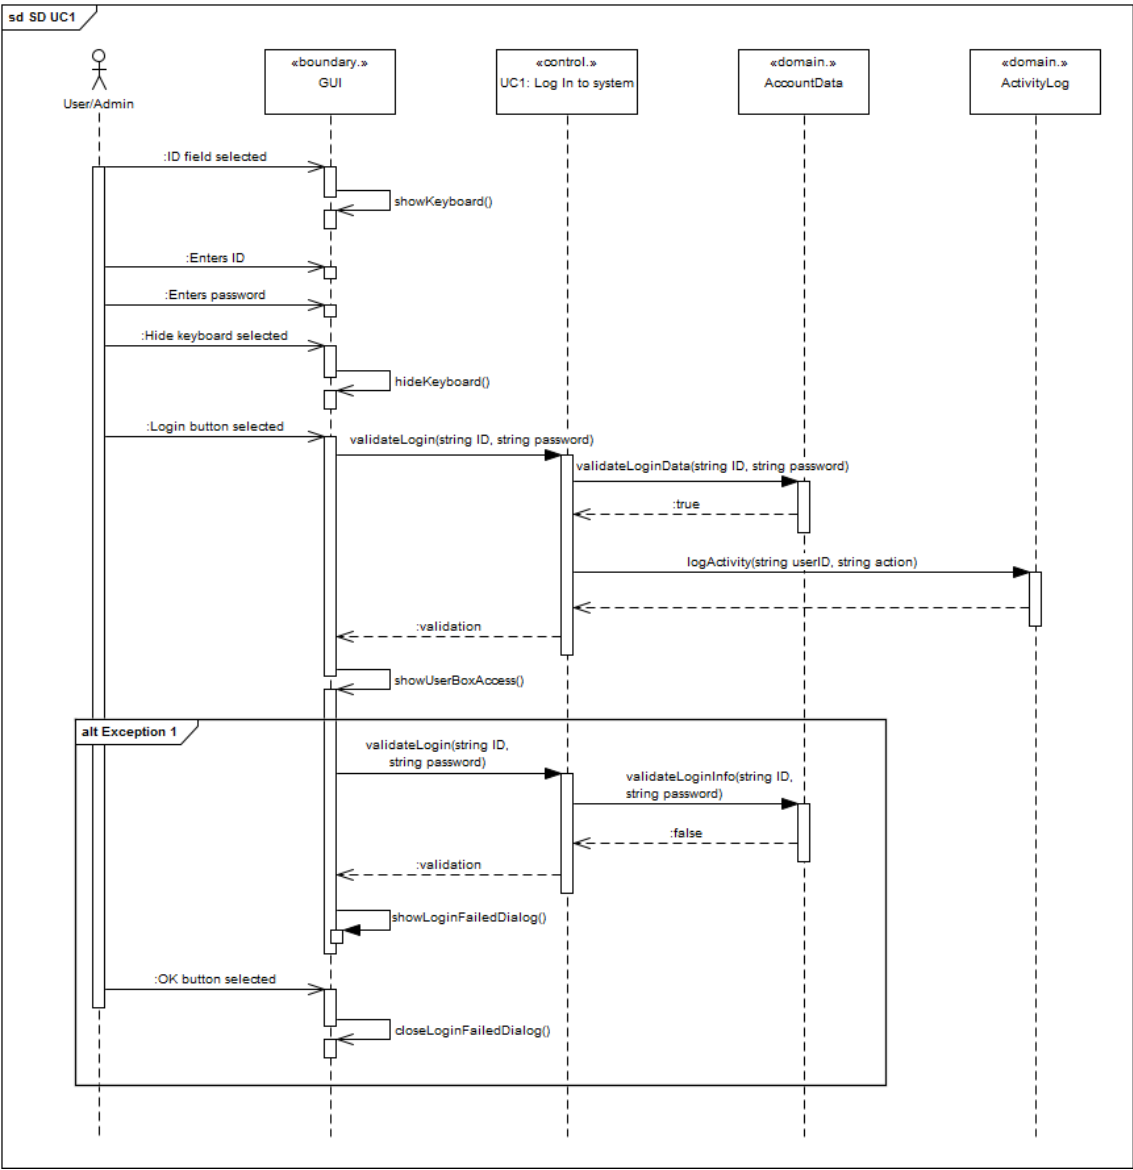 sd SD UC1
User/Admin
«boundary.»
GUI
«control.»
UC1: Log In to system
«domain.»
AccountData
«domain.»
ActivityLog
:ID field selected
showKeyboard()
:Enters ID
:Enters password
:Hide keyboard selected
hideKeyboard()
:Login button selected
validateLogin(string ID, string password)
validateLoginData(string ID, string password)
:true
logActivity(string userID, string action)
:validation
showUserBoxAccess()
alt Exception 1
validateLogin(string ID,
string password)
validateLoginInfo(string ID,
string password)
:false
:validation
showLoginFailedDialog()
:OK button selected
closeLoginFailedDialog()